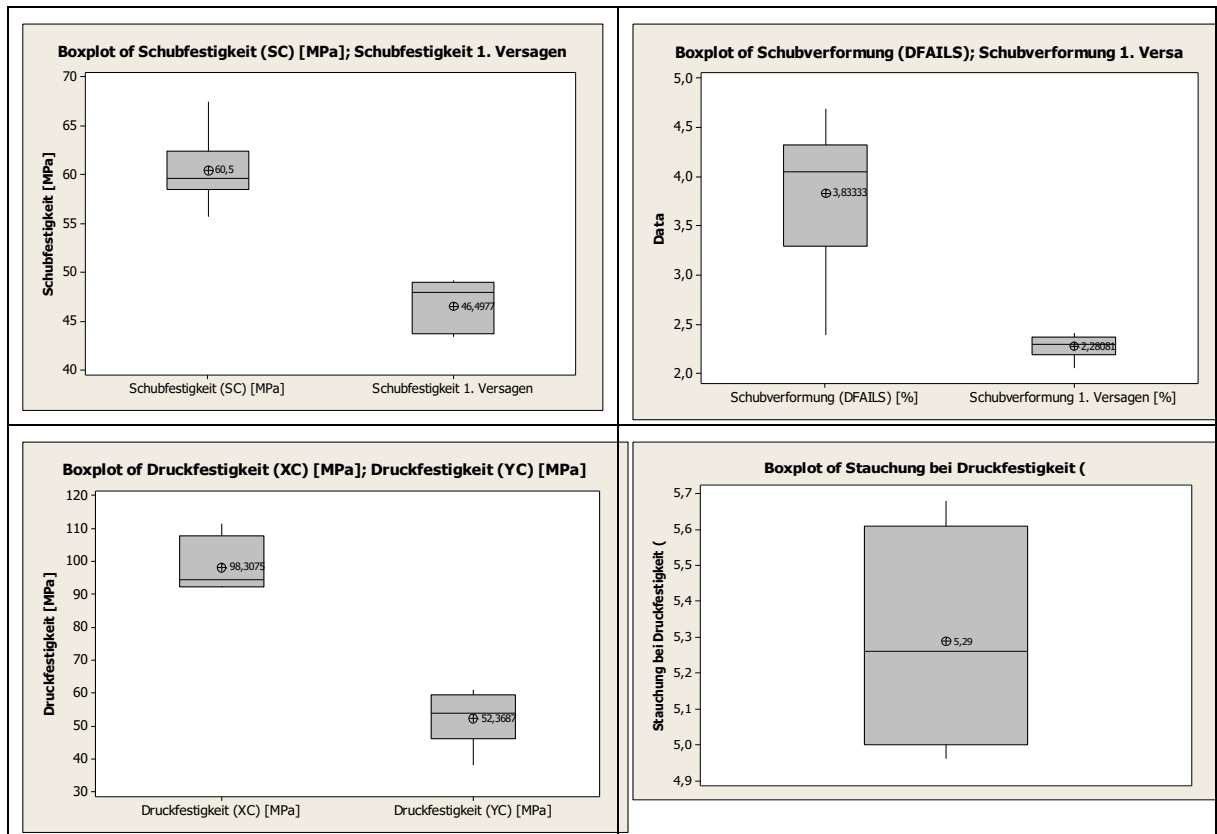 Boxplot of Schubfestigkeit (SC) [MPa]; Schubfestigkeit 1. Versagen
Schubfestigkeit [MPa]
70
65
60
55
50
45
40
60,5
46,4977
Schubfestigkeit (SC) [MPa]
Schubfestigkeit 1. Versagen
Boxplot of Schubverformung (DFAILS); Schubverformung 1. Versa
Data
5,0
4,5
4,0
3,5
3,0
2,5
2,0
3,83333
2,28081
Schubverformung (DFAILS) [%]
Schubverformung 1. Versagen [%]
Boxplot of Druckfestigkeit (XC) [MPa]; Druckfestigkeit (YC) [MPa]
Druckfestigkeit [MPa]
120
110
100
90
80
70
60
50
40
30
98,3075
52,3687
Druckfestigkeit (XC) [MPa]
Druckfestigkeit (YC) [MPa]
Boxplot of Stauchung bei Druckfestigkeit (
Stauchung bei Druckfestigkeit (
5,7
5,6
5,5
5,4
5,3
5,2
5,1
5,0
4,9
5,29